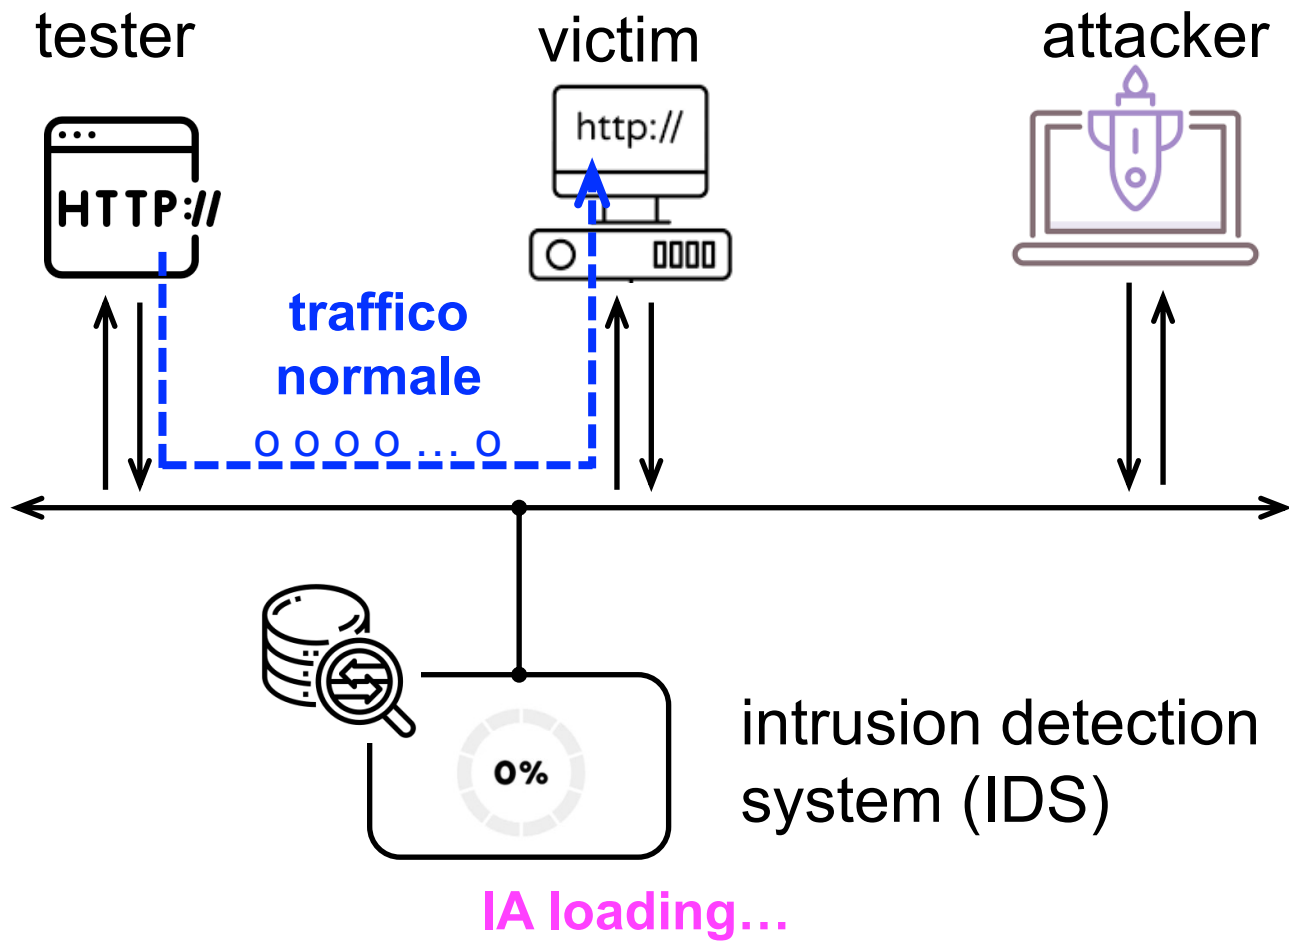 tester
victim
attacker
http://
HTTP://
traffico
normale
o o o o ... o
0%
intrusion detection
system (IDS)
IA loading...